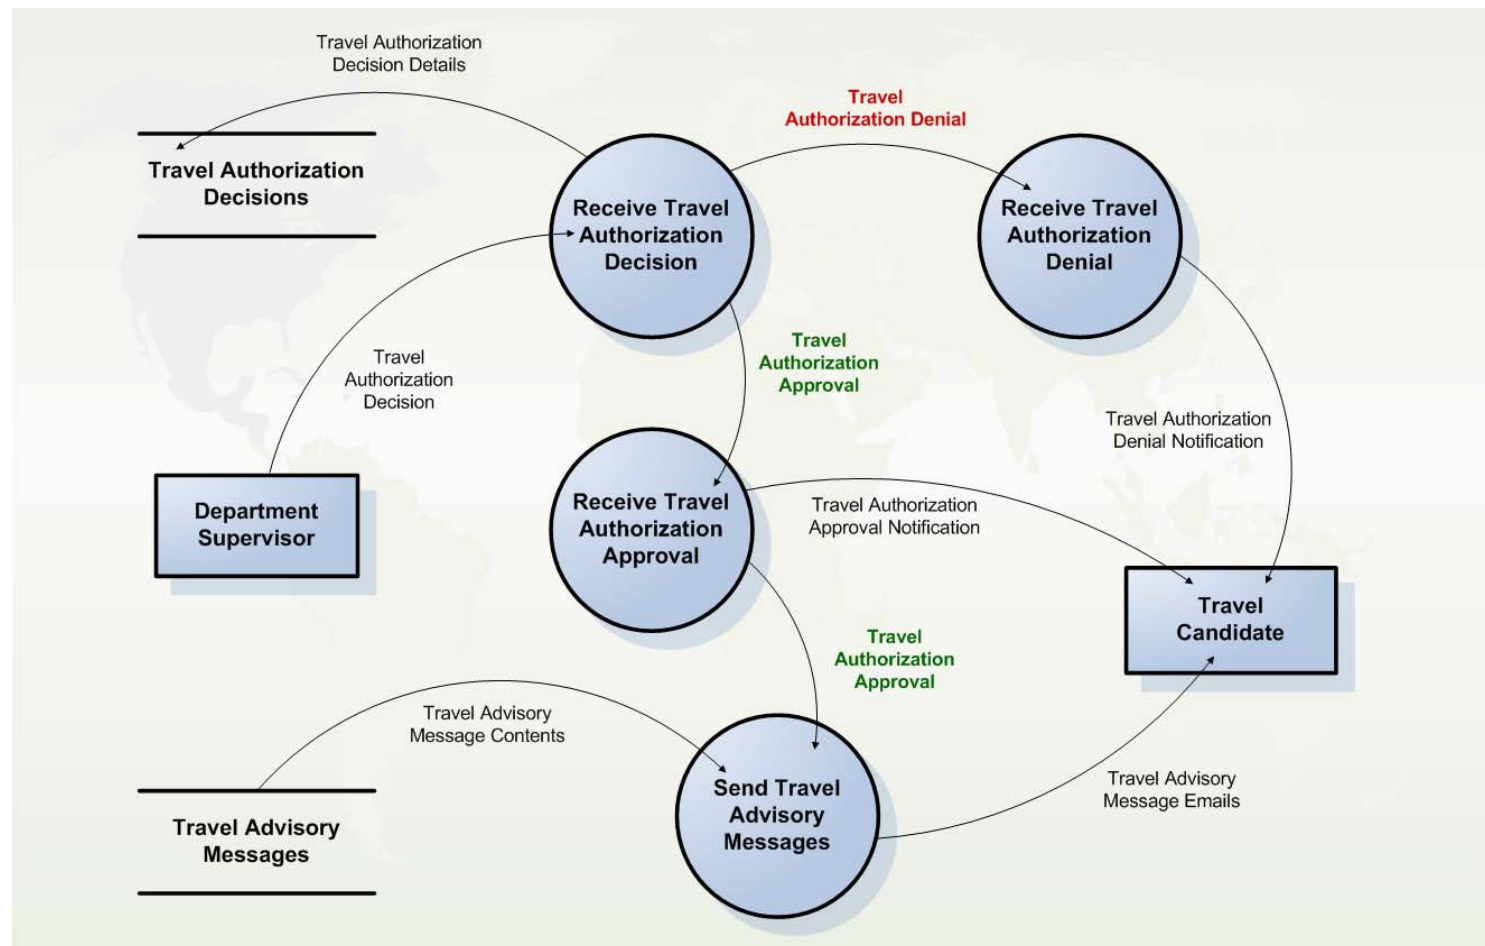 Travel Authorization
Decision Details
Travel
Authorization Denial
Travel Authorization
Decisions
Receive Travel
Authorization
Decision
Receive Travel
Authorization
Denial
Travel
Authorization
Decision
Travel
Authorization
Approval
Travel Authorization
Denial Notification
Department
Supervisor
Receive Travel
Authorization
Approval
Travel Authorization
Approval Notification
Travel
Candidate
Travel
Authorization
Approval
Travel Advisory
Message Contents
Travel Advisory
Message Emails
Send Travel
Advisory
Messages
Travel Advisory
Messages